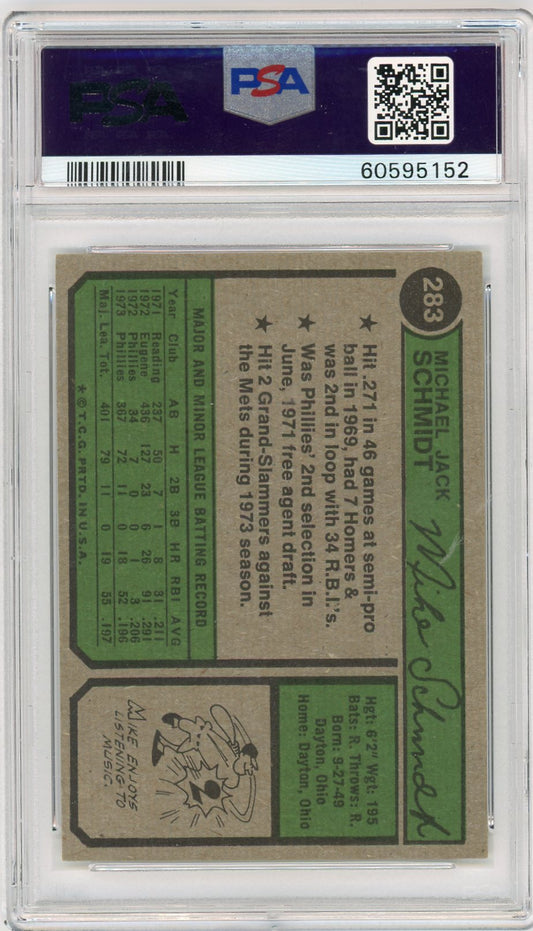 PSA
PSA
60595152
283
MICHAEL JACK
SCHMIDT
Mike Schmidt
★ Hit .271 in 46 games at semi-pro
ball in 1969, had 7 Homers &
was 2nd in loop with 34 R.B.I.'s.
★ Was Phillies' 2nd selection in
June, 1971 free agent draft.
★ Hit 2 Grand-Slammers against
the Mets during 1973 season.
Hgt: 6'2" Wgt: 195
Bats: R. Throws: R.
Born: 9-27-49
Dayton, Ohio
Home: Dayton, Ohio
MAJOR AND MINOR LEAGUE BATTING RECORD
Year Club AB H 2B 3B HR RBI AVG
1971 Reading 237 50 7 1 8 31 .211
1972 Eugene 436 127 23 6 26 91 .291
1972 Phillies 34 7 0 0 1 3 .206
1973 Phillies 367 72 11 0 18 52 .196
Maj. Lea. Tot. 401 79 11 0 19 55 .197
MIKE ENJOYS
LISTENING TO
MUSIC.
★ © T.C.G. PRTD. IN U.S.A.